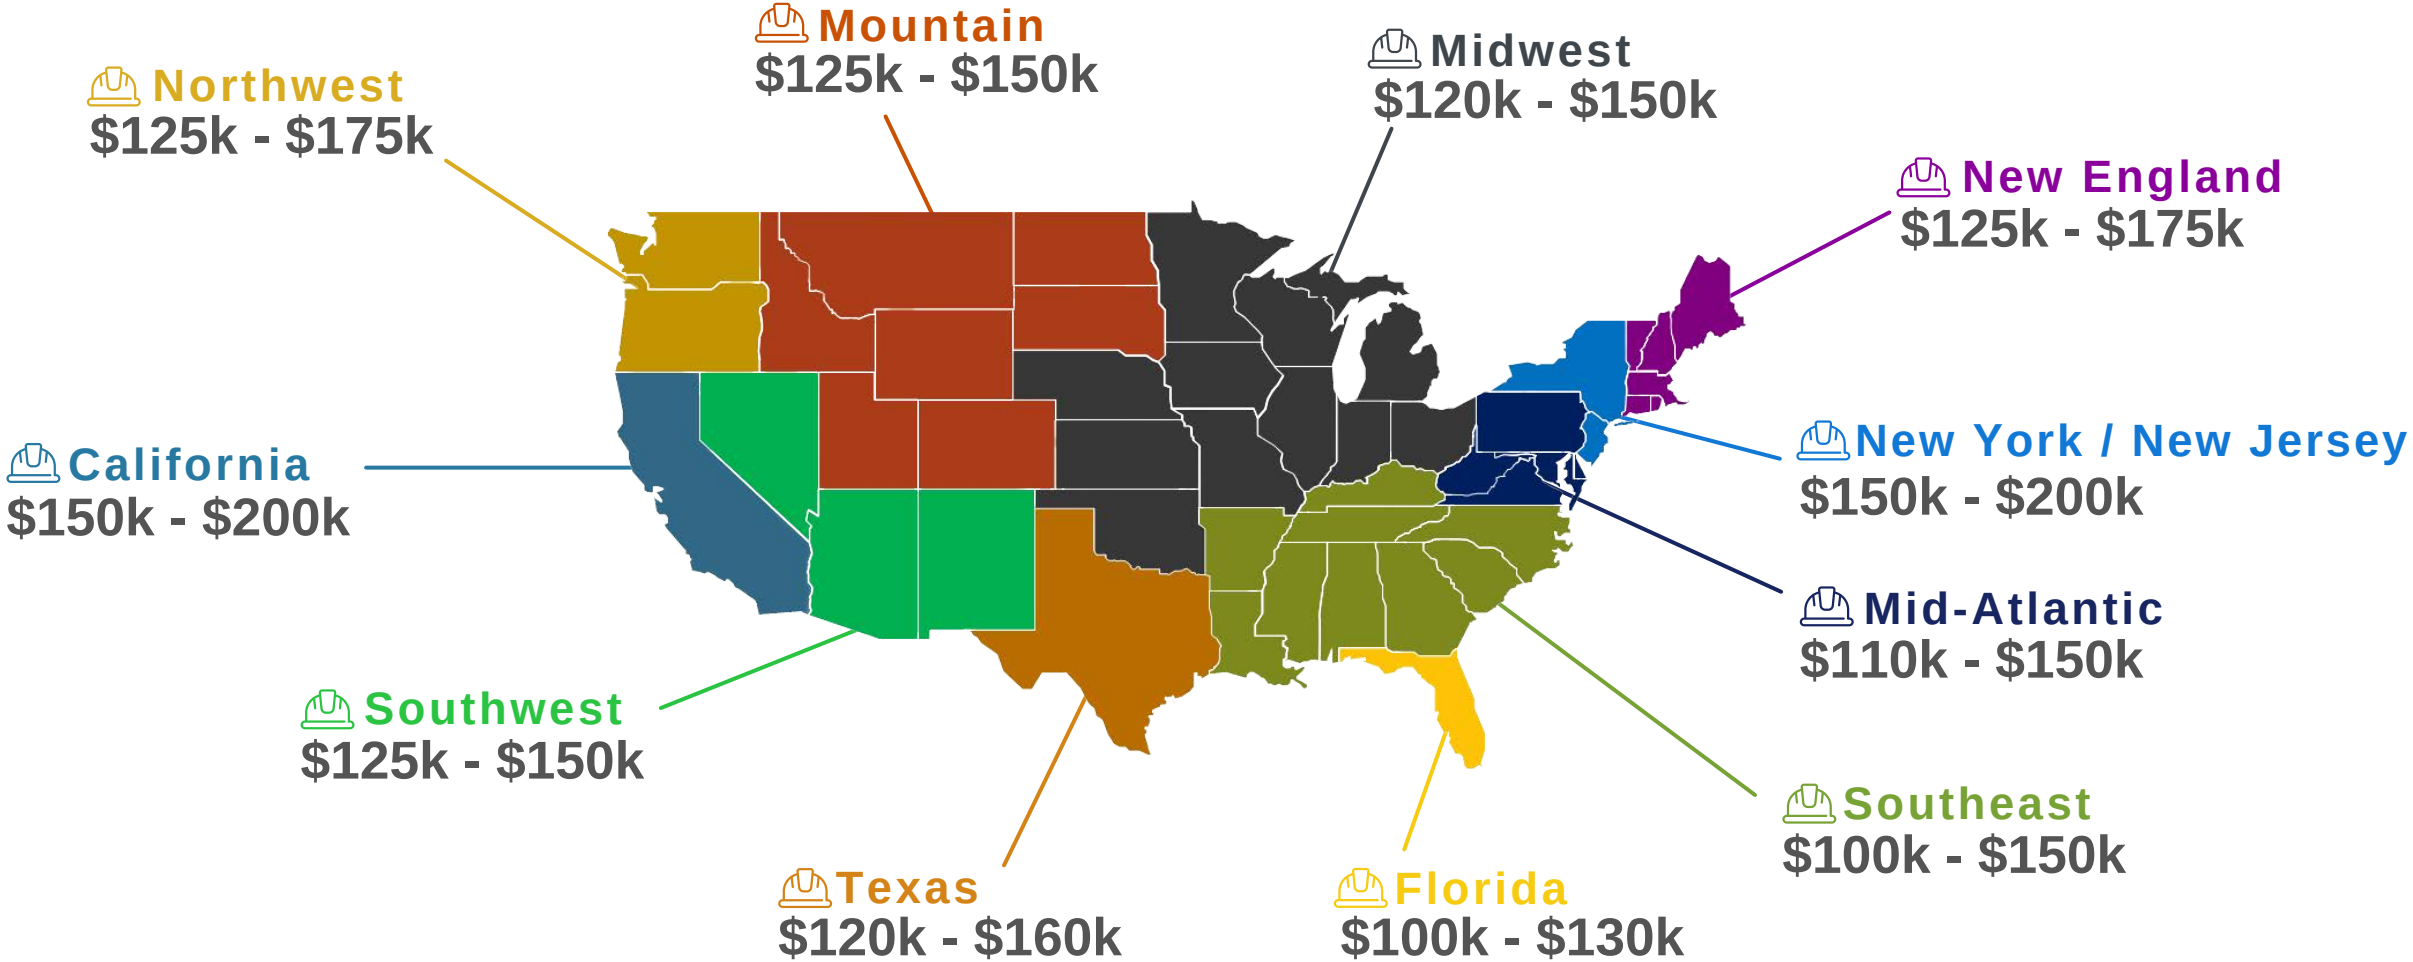 Mountain
$125k - $150k
Midwest
$120k - $150k
Northwest
$125k - $175k
New England
$125k - $175k
California
$150k - $200k
New York / New Jersey
$150k - $200k
Mid-Atlantic
$110k - $150k
Southwest
$125k - $150k
Southeast
$100k - $150k
Texas
$120k - $160k
Florida
$100k - $130k